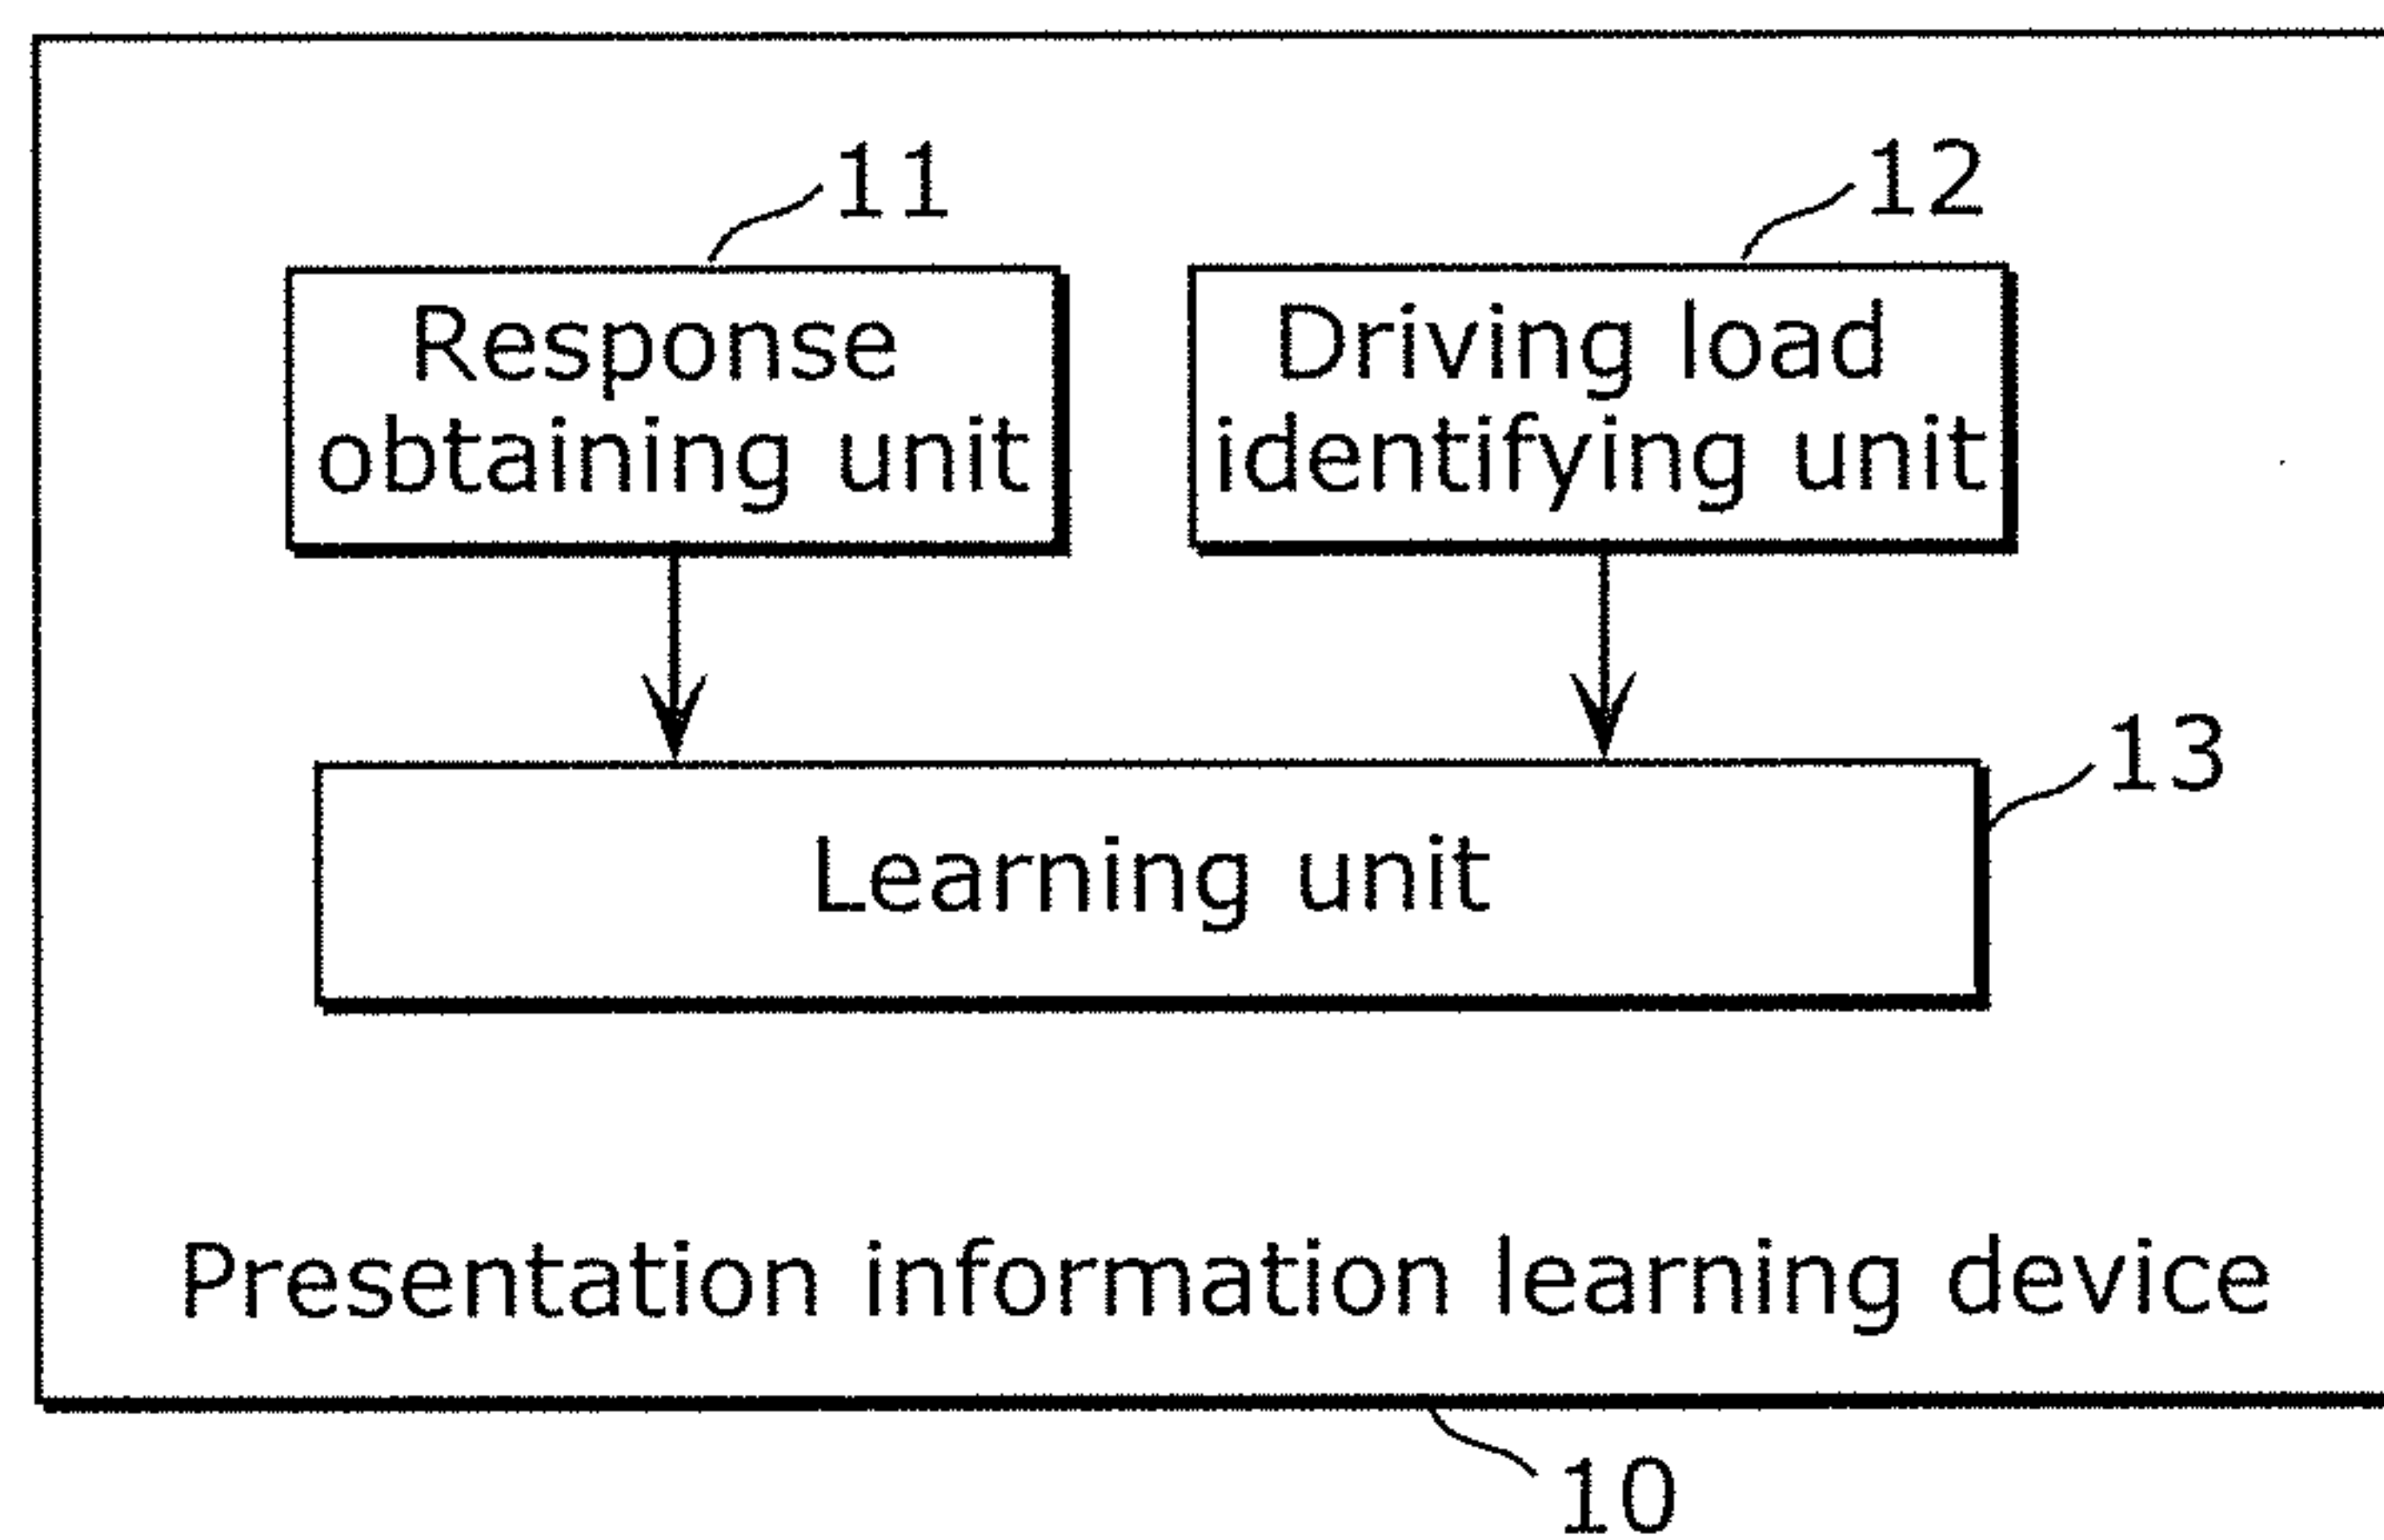 11
12
Response
obtaining unit
Driving load
identifying unit
13
Learning unit
Presentation information learning device
10